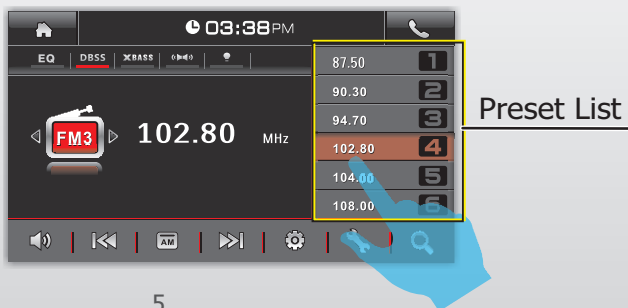 03:38PM
EQ DBSS XBASS
87.50 1
90.30 2
94.70 3
102.80 4
104.00 5
108.00 6
FM3 102.80 MHz
AM
Preset List
5